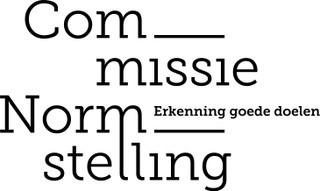 Com
missie
Norm Erkenning goede doelen
stelling